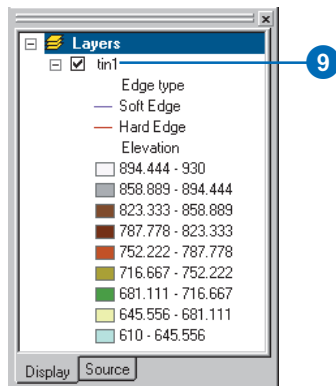 Layers
tin1
9
Edge type
Soft Edge
Hard Edge
Elevation
894.444 - 930
858.889 - 894.444
823.333 - 858.889
787.778 - 823.333
752.222 - 787.778
716.667 - 752.222
681.111 - 716.667
645.556 - 681.111
610 - 645.556
Display Source